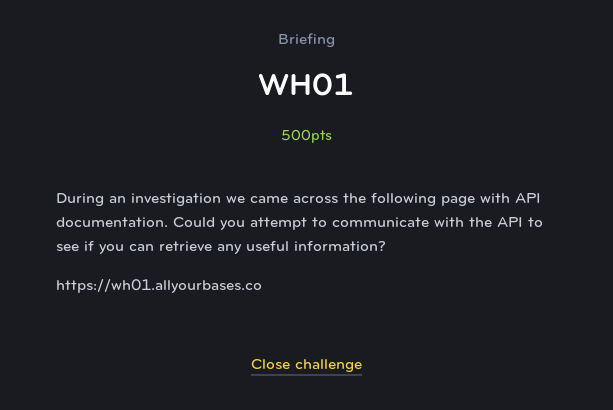 Briefing
WH01
500pts
During an investigation we came across the following page with API
documentation. Could you attempt to communicate with the API to
see if you can retrieve any useful information?
https://wh01.allyourbases.co
Close challenge